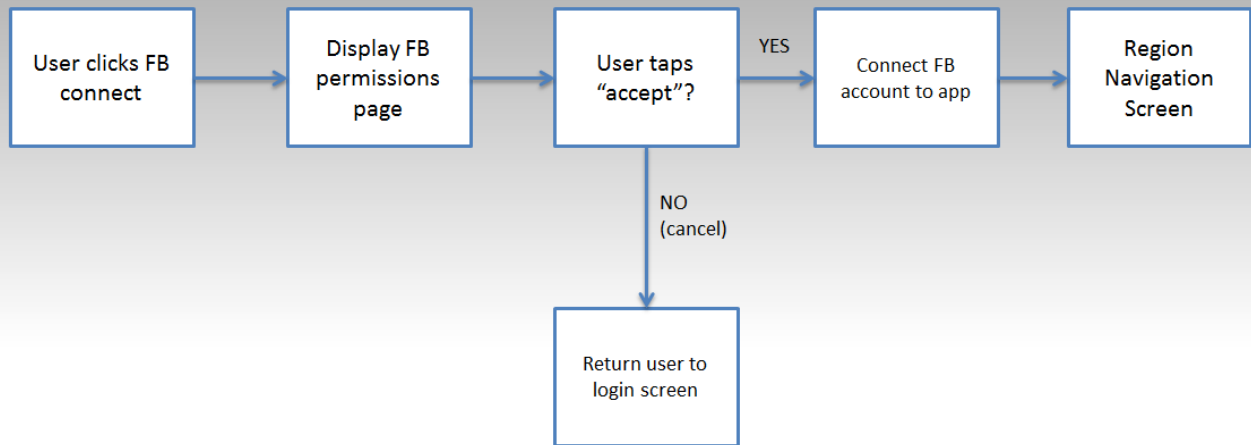 User clicks FB
connect
Display FB
permissions
page
User taps
“accept”?
YES
Connect FB
account to app
Region
Navigation
Screen
NO
(cancel)
Return user to
login screen